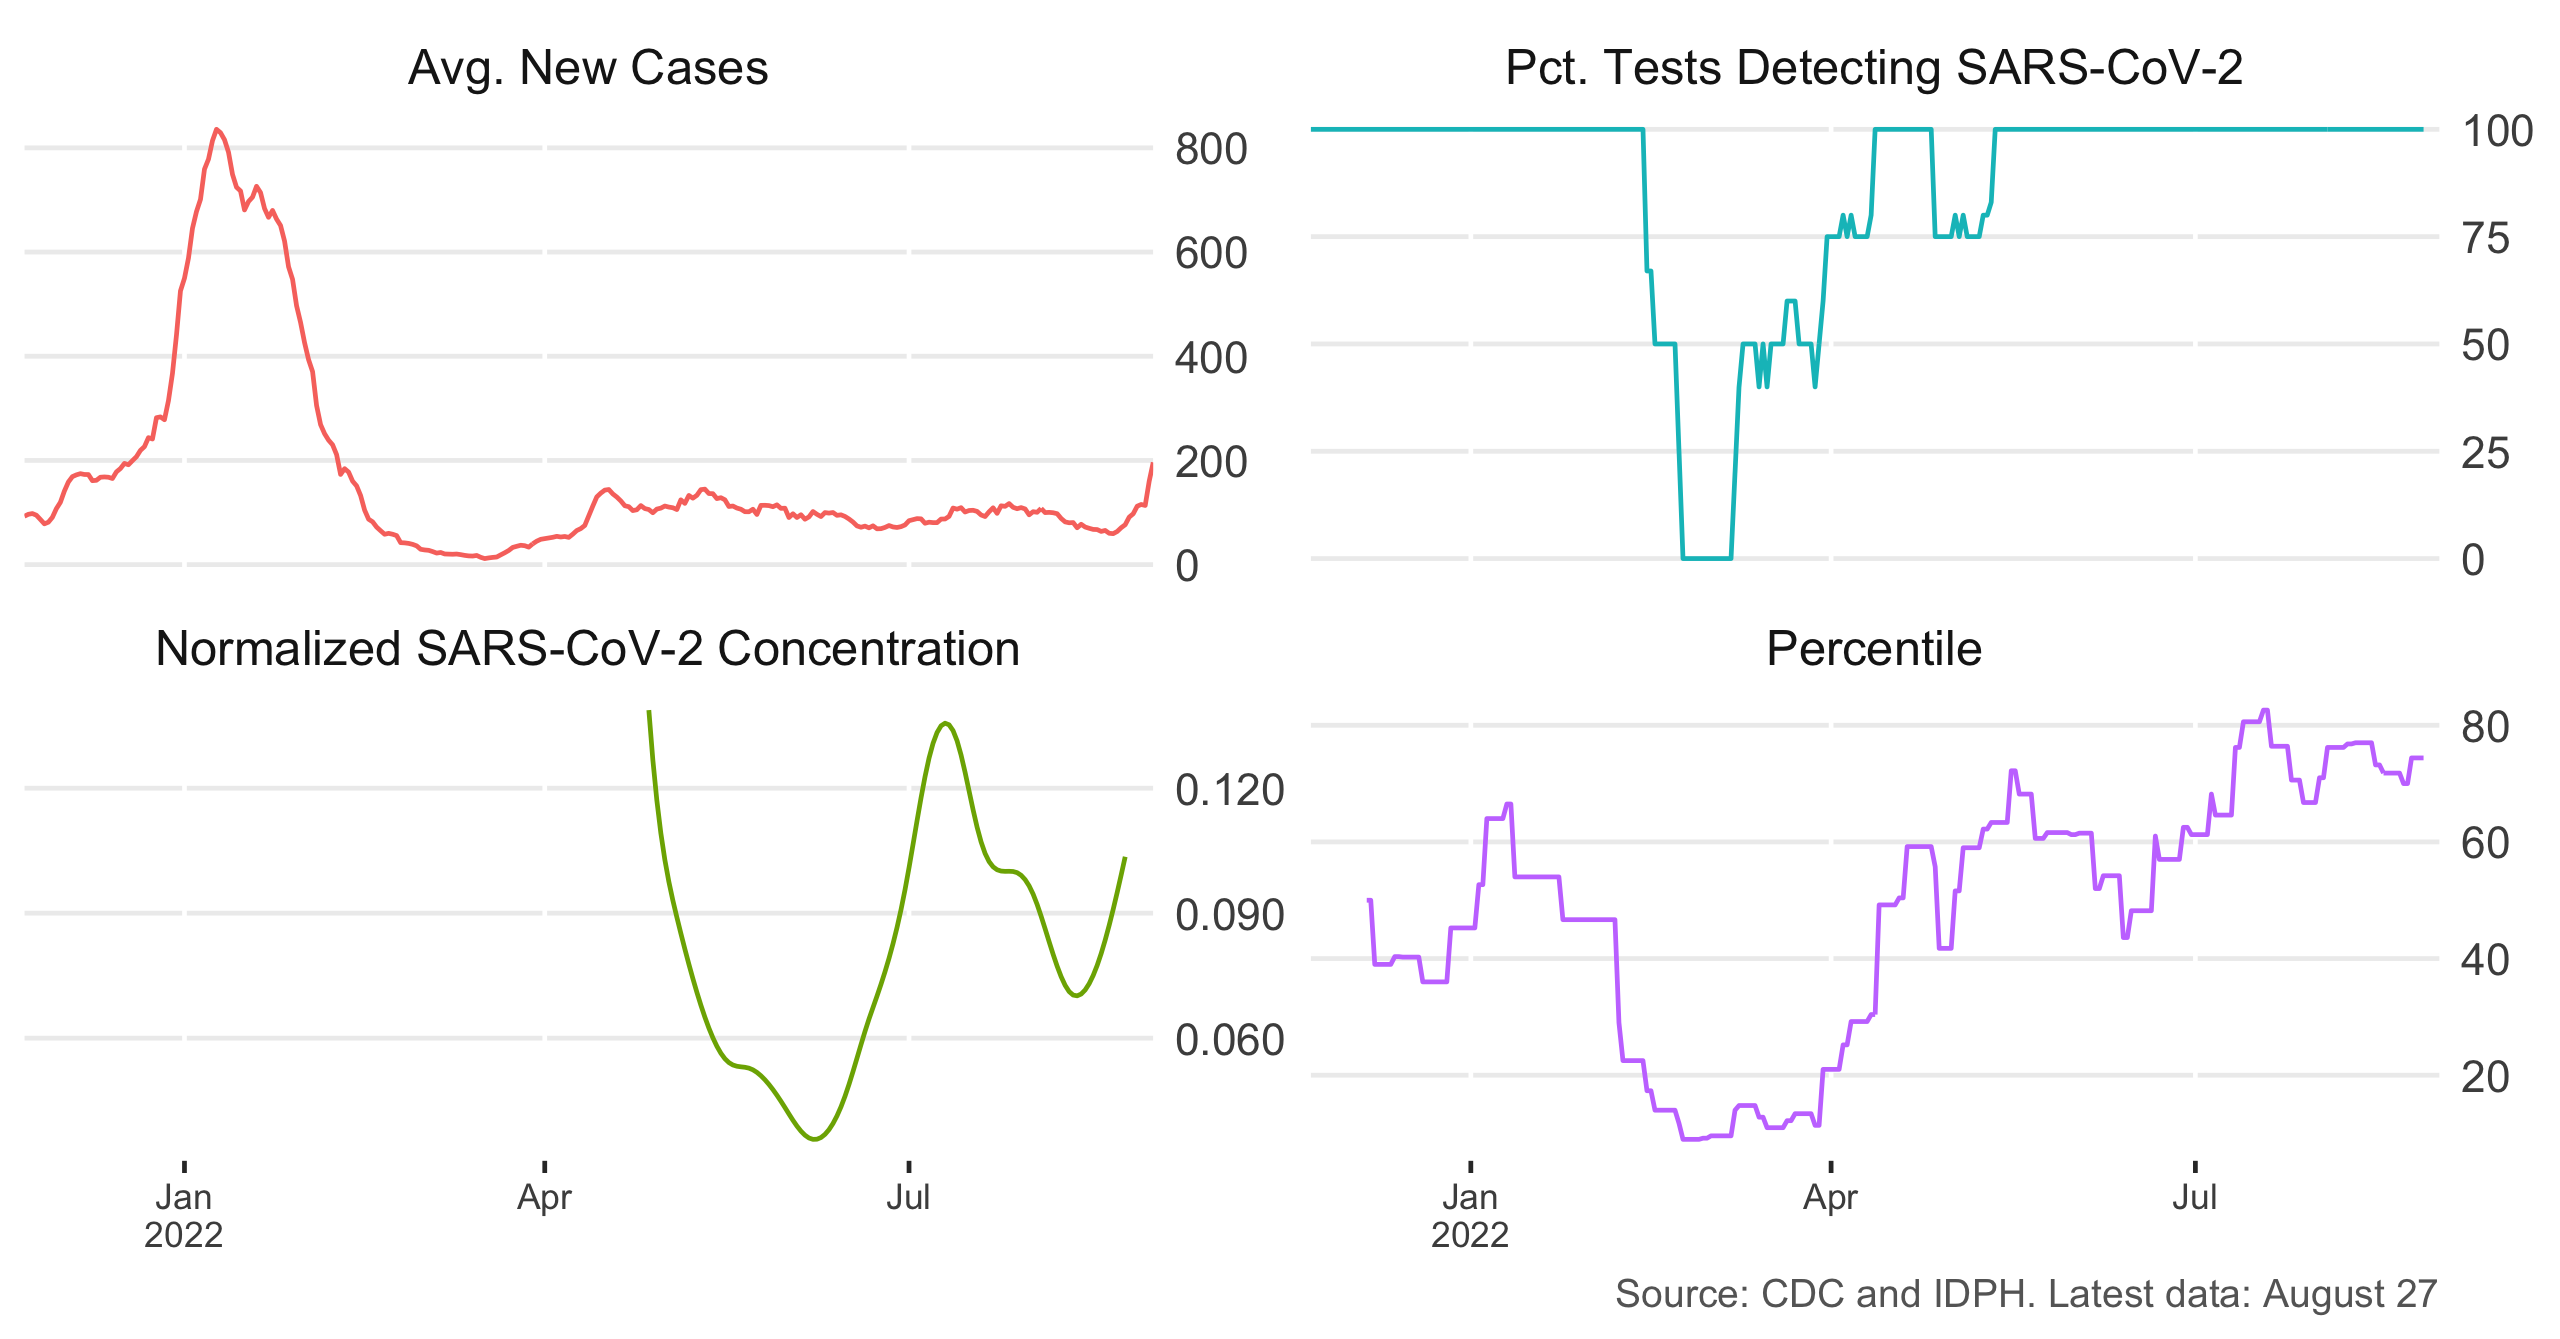 Avg. New Cases
800
600
400
200
0
Pct. Tests Detecting SARS-CoV-2
100
75
50
25
0
Normalized SARS-CoV-2 Concentration
0.120
0.090
0.060
Jan
2022
Apr
Jul
Percentile
80
60
40
20
Jan
2022
Apr
Jul
Source: CDC and IDPH. Latest data: August 27